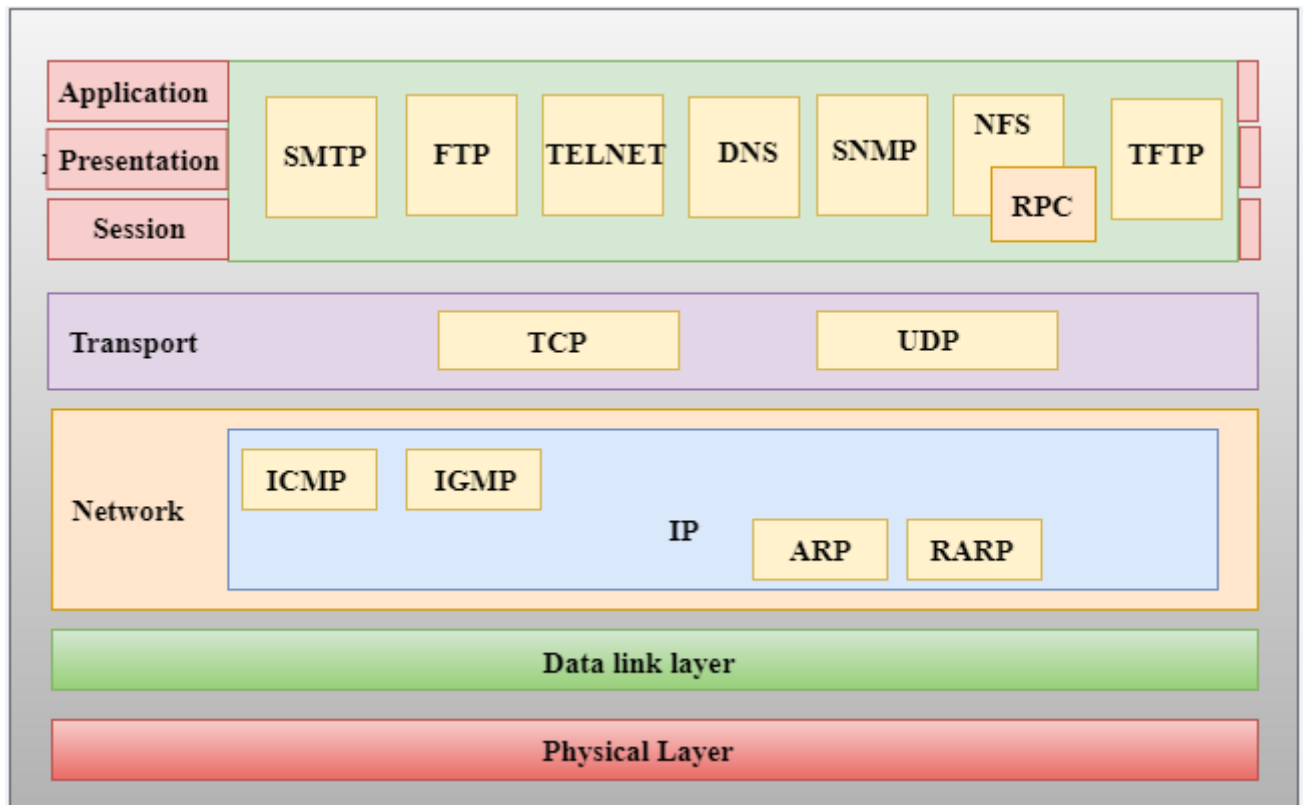 Application
Presentation
Session
SMTP
FTP
TELNET
DNS
SNMP
NFS
RPC
TFTP
Transport
TCP
UDP
Network
ICMP
IGMP
IP
ARP
RARP
Data link layer
Physical Layer